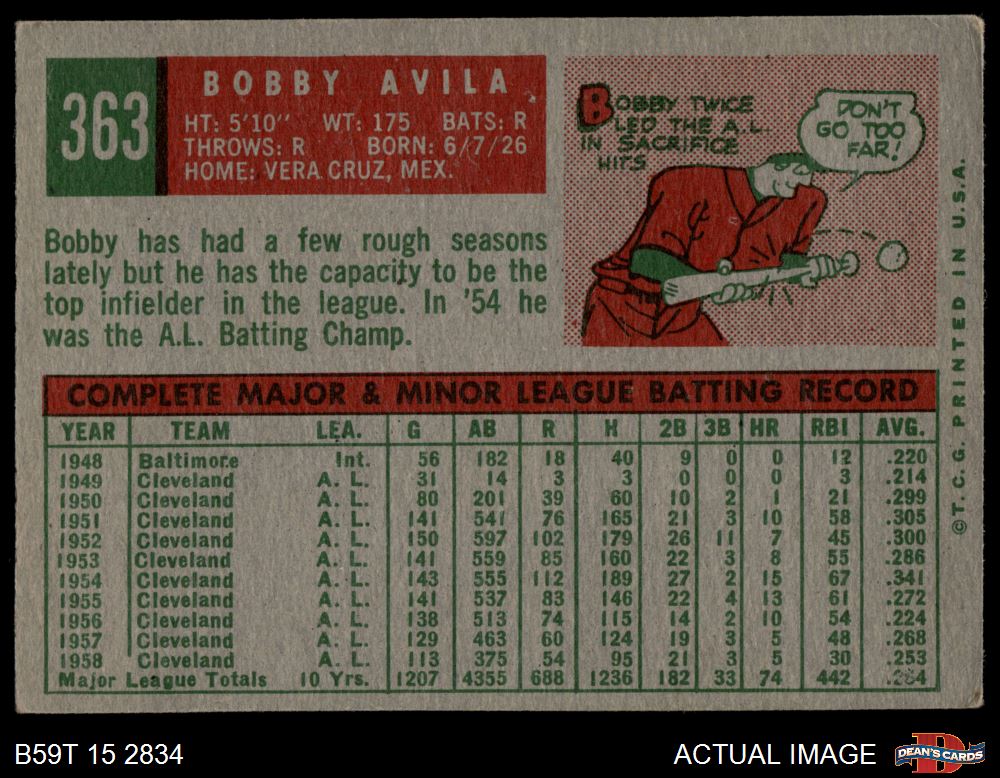 363
BOBBY AVILA
HT: 5'10" WT: 175 BATS: R
THROWS: R BORN: 6/7/26
HOME: VERA CRUZ, MEX.
BOBBY TWICE
LED THE A.L.
IN SACRIFICE
HITS
DON'T
GO TOO
FAR!
Bobby has had a few rough seasons
lately but he has the capacity to be the
top infielder in the league. In '54 he
was the A.L. Batting Champ.
COMPLETE MAJOR & MINOR LEAGUE BATTING RECORD
YEAR TEAM LEA. G AB R H 2B 3B HR RBI AVG.
1948 Baltimore Int. 56 182 18 40 9 0 0 12 .220
1949 Cleveland A. L. 31 14 3 3 0 0 0 3 .214
1950 Cleveland A. L. 80 201 39 60 10 2 1 21 .299
1951 Cleveland A. L. 141 541 76 165 21 3 10 58 .305
1952 Cleveland A. L. 150 597 102 179 26 11 7 45 .300
1953 Cleveland A. L. 141 559 85 160 22 3 8 55 .286
1954 Cleveland A. L. 143 555 112 189 27 2 15 67 .341
1955 Cleveland A. L. 141 537 83 146 22 4 13 61 .272
1956 Cleveland A. L. 138 513 74 115 14 2 10 54 .224
1957 Cleveland A. L. 129 463 60 124 19 3 5 48 .268
1958 Cleveland A. L. 113 375 54 95 21 3 5 30 .253
Major League Totals 10 Yrs. 1207 4355 688 1236 182 33 74 442 .284
© T. C. G. PRINTED IN U.S.A.
B59T 15 2834
ACTUAL IMAGE
DEAN'S CARDS